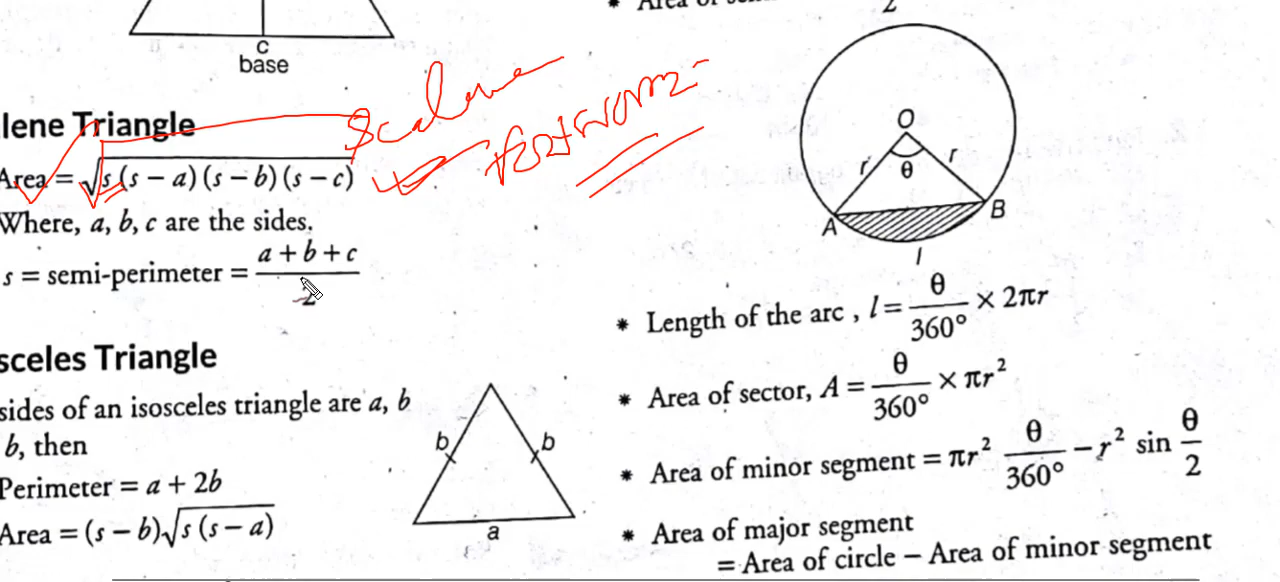 c
base
lene Triangle
Area = √s (s − a) (s − b) (s − c)
Where, a, b, c are the sides.
s = semi-perimeter = a + b + c / 2
sceles Triangle
sides of an isosceles triangle are a, b
b, then
Perimeter = a + 2b
Area = (s − b)√s (s − a)
b
b
a
Scalene
2
O
r
r
θ
A
B
l
* Length of the arc , l = θ/360° × 2πr
* Area of sector, A = θ/360° × πr²
* Area of minor segment = πr² θ/360° − r² sin θ/2
* Area of major segment
= Area of circle − Area of minor segment